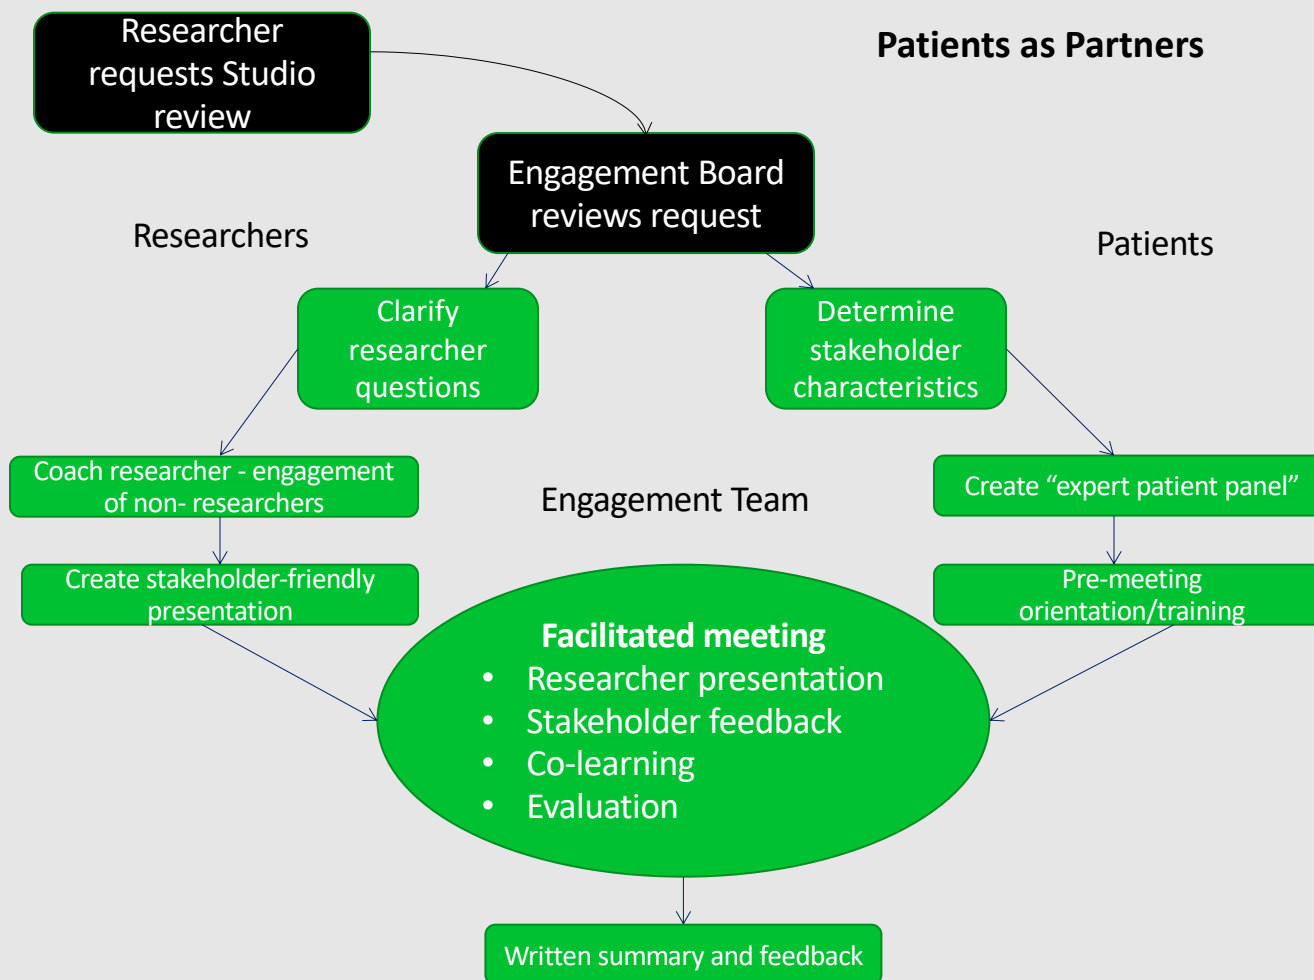 Researcher
requests Studio
review
Patients as Partners
Engagement Board
reviews request
Researchers
Patients
Clarify
researcher
questions
Determine
stakeholder
characteristics
Coach researcher - engagement
of non- researchers
Create “expert patient panel”
Engagement Team
Create stakeholder-friendly
presentation
Pre-meeting
orientation/training
Facilitated meeting
• Researcher presentation
• Stakeholder feedback
• Co-learning
• Evaluation
Written summary and feedback